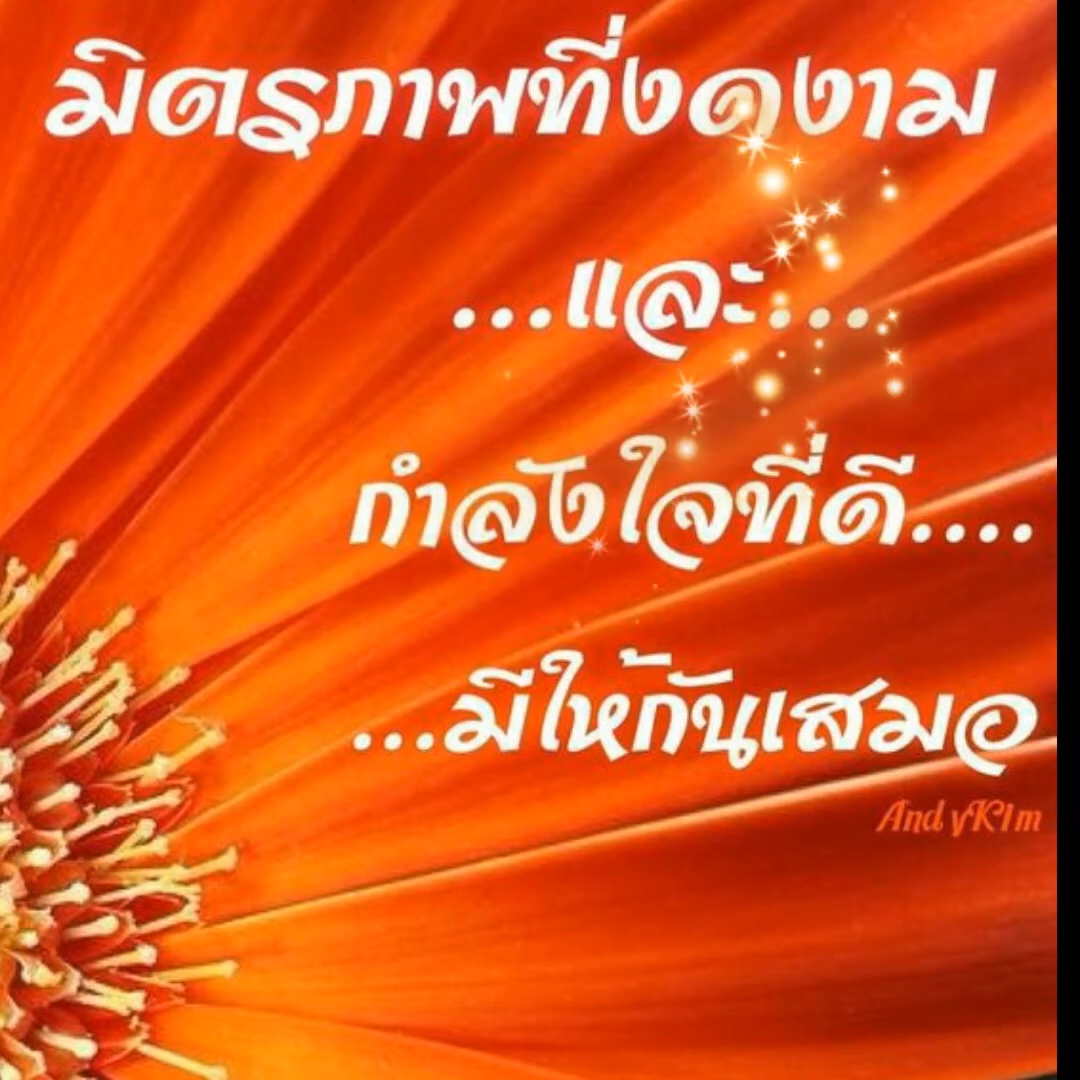 มิตรภาพที่งดงาม
...และ...
กำลังใจที่ดี....
...มีให้กันเสมอ
AndyK1m